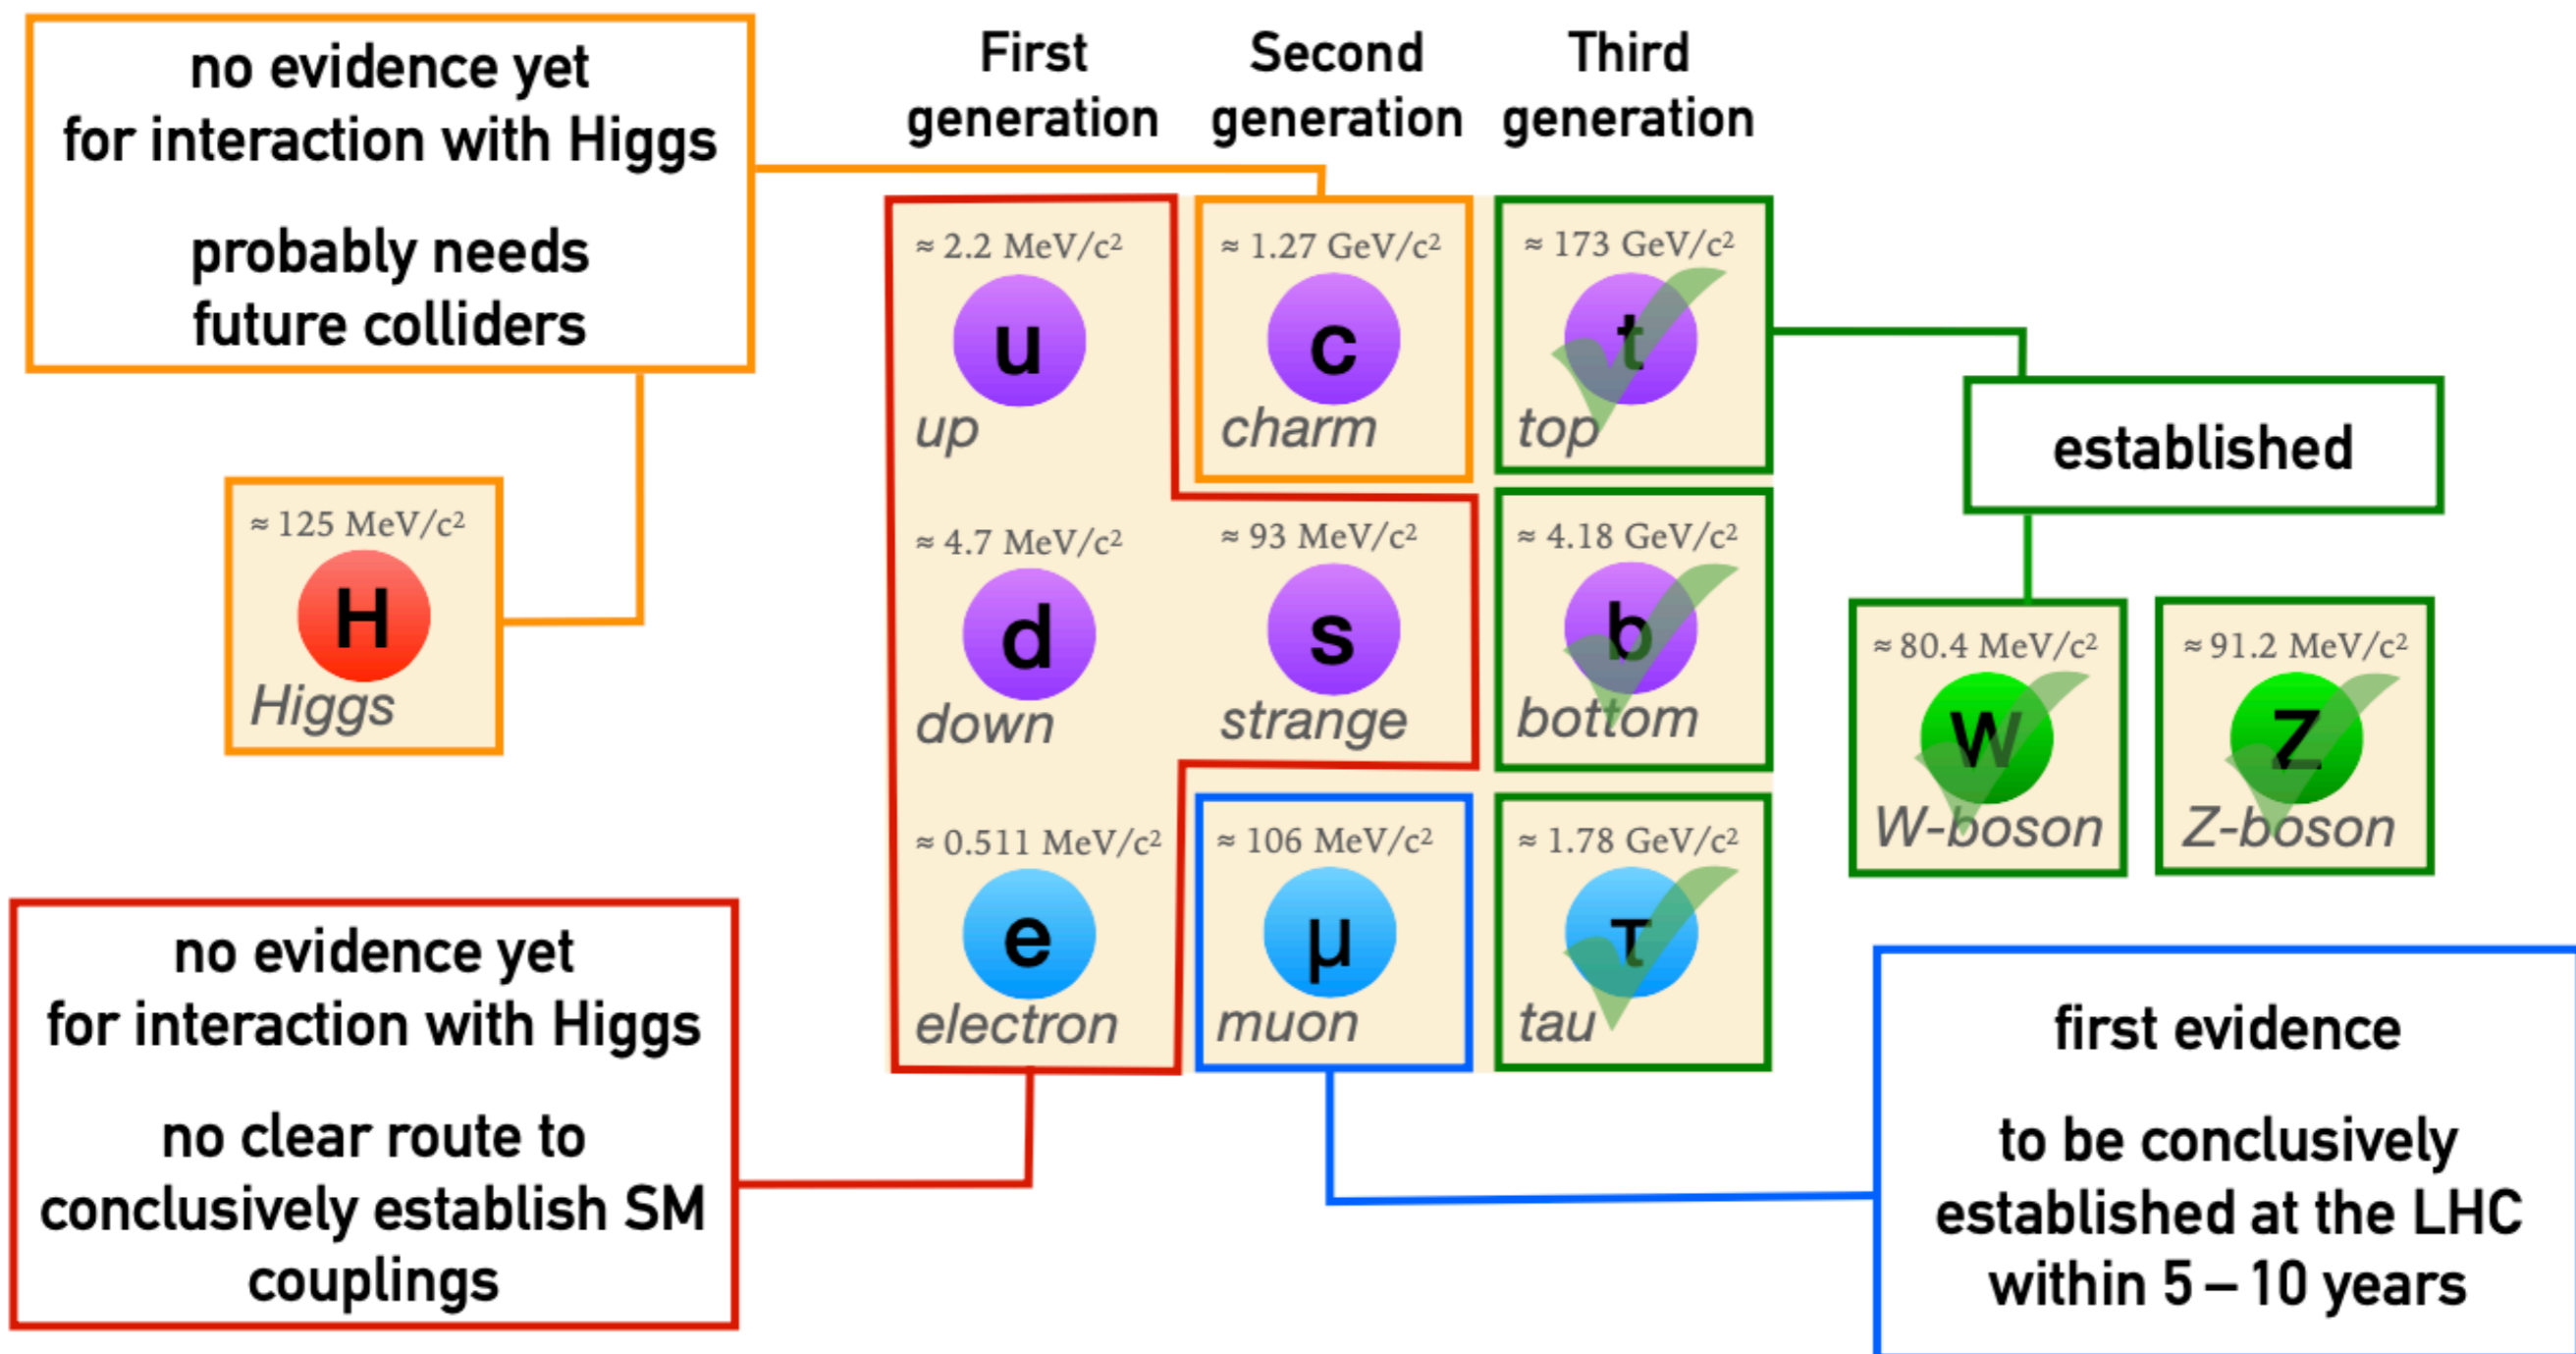 no evidence yet
for interaction with Higgs
probably needs
future colliders
First
generation
Second
generation
Third
generation
≈ 2.2 MeV/c²
u
up
≈ 1.27 GeV/c²
c
charm
≈ 173 GeV/c²
t
top
established
≈ 125 MeV/c²
H
Higgs
≈ 4.7 MeV/c²
d
down
≈ 93 MeV/c²
s
strange
≈ 4.18 GeV/c²
b
bottom
≈ 80.4 MeV/c²
W
W-boson
≈ 91.2 MeV/c²
Z
Z-boson
≈ 0.511 MeV/c²
e
electron
≈ 106 MeV/c²
μ
muon
≈ 1.78 GeV/c²
τ
tau
no evidence yet
for interaction with Higgs
no clear route to
conclusively establish SM
couplings
first evidence
to be conclusively
established at the LHC
within 5 – 10 years